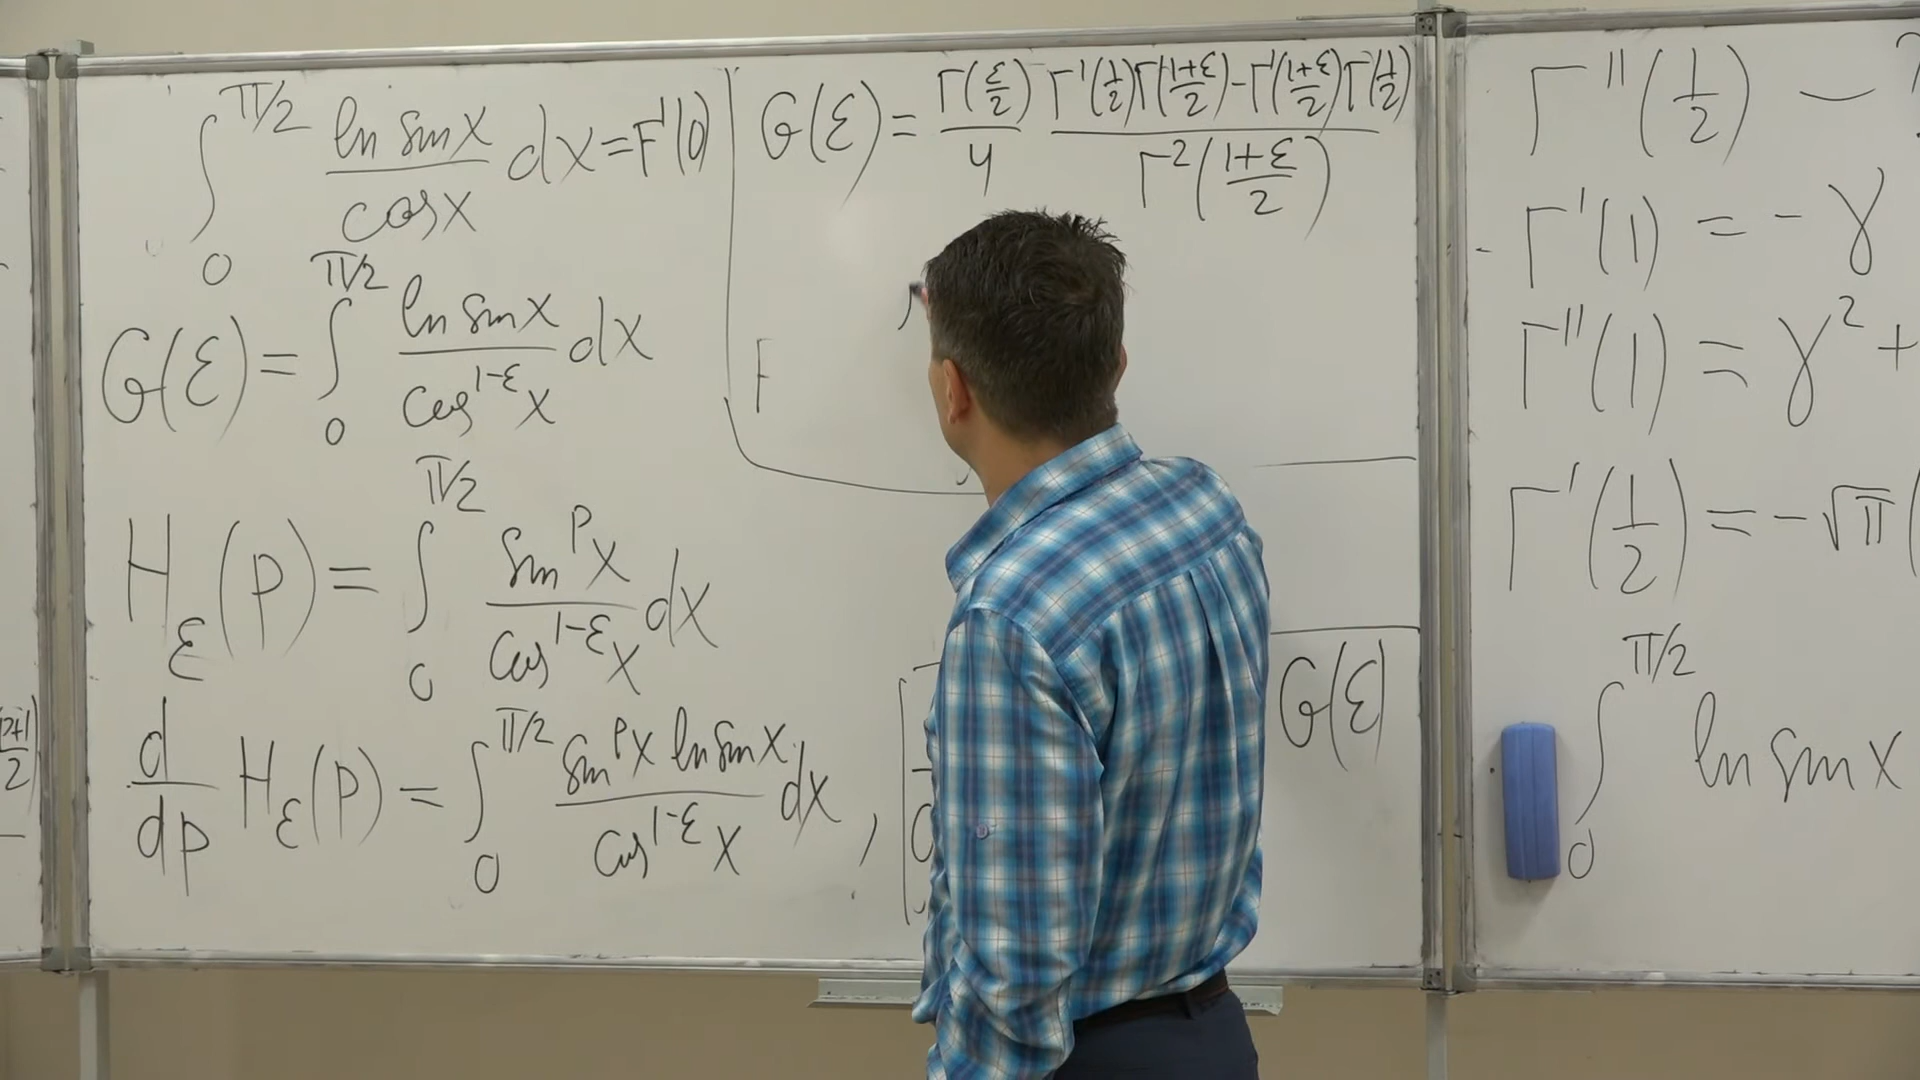 ∫₀^{π/2} ln sin x / cos x dx = F'(0)
G(ε) = ∫₀^{π/2} ln sin x / cos^{1-ε} x dx
H_ε(p) = ∫₀^{π/2} sin^p x / cos^{1-ε} x dx
d/dp H_ε(p) = ∫₀^{π/2} sin^p x ln sin x / cos^{1-ε} x dx,
G(ε) = Γ(ε/2)/4 · (Γ'(1/2)Γ((1+ε)/2) - Γ'((1+ε)/2)Γ(1/2)) / Γ²((1+ε)/2)
F
G(ε)
Γ''(1/2) –
Γ'(1) = - γ
Γ''(1) = γ² +
Γ'(1/2) = - √π (
∫₀^{π/2} ln sin x